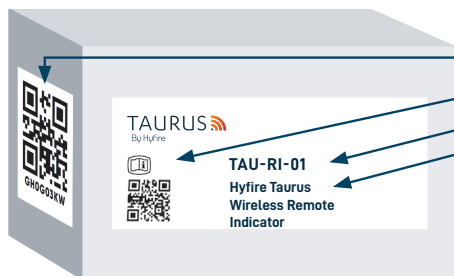 GH0G03KW
TAURUS
By Hyfire
TAU-RI-01
Hyfire Taurus
Wireless Remote
Indicator